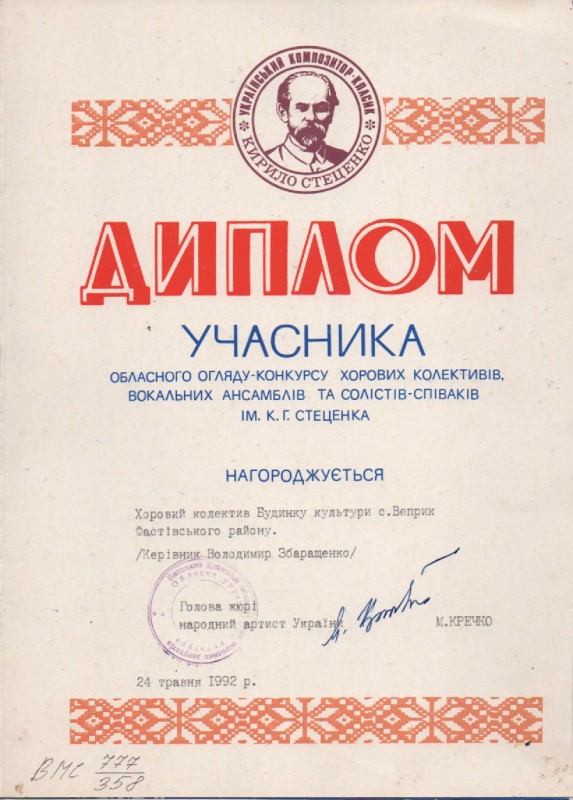 УКРАЇНСЬКИЙ КОМПОЗИТОР-КЛАСИК
КИРИЛО СТЕЦЕНКО
ДИПЛОМ
УЧАСНИКА
ОБЛАСНОГО ОГЛЯДУ-КОНКУРСУ ХОРОВИХ КОЛЕКТИВІВ,
ВОКАЛЬНИХ АНСАМБЛІВ ТА СОЛІСТІВ-СПІВАКІВ
ІМ. К. Г. СТЕЦЕНКА
НАГОРОДЖУЄТЬСЯ
Хоровий колектив Будинку культури с.Веприк
Фастівського району.
/Керівник Володимир Збаращенко/
Голова жюрі
народний артист України М.КРЕЧКО
24 травня 1992 р.
ВМС 777
358